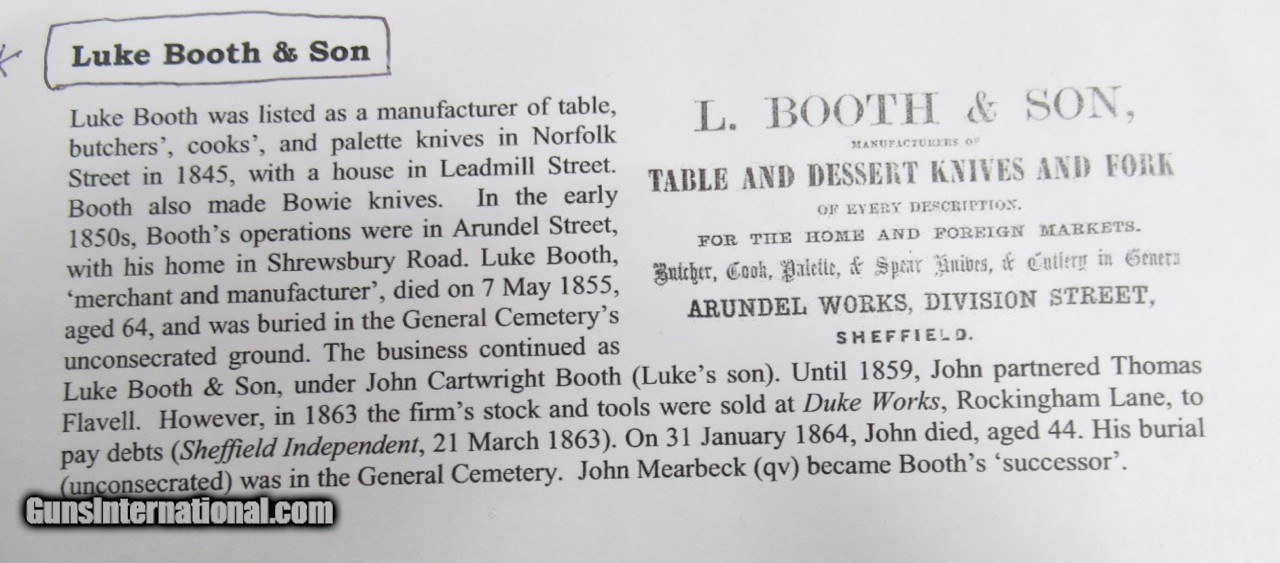 Luke Booth & Son
Luke Booth was listed as a manufacturer of table,
butchers', cooks', and palette knives in Norfolk
Street in 1845, with a house in Leadmill Street.
Booth also made Bowie knives. In the early
1850s, Booth's operations were in Arundel Street,
with his home in Shrewsbury Road. Luke Booth,
'merchant and manufacturer', died on 7 May 1855,
aged 64, and was buried in the General Cemetery's
unconsecrated ground. The business continued as
Luke Booth & Son, under John Cartwright Booth (Luke's son). Until 1859, John partnered Thomas
Flavell. However, in 1863 the firm's stock and tools were sold at Duke Works, Rockingham Lane, to
pay debts (Sheffield Independent, 21 March 1863). On 31 January 1864, John died, aged 44. His burial
(unconsecrated) was in the General Cemetery. John Mearbeck (qv) became Booth's 'successor'.
L. BOOTH & SON,
MANUFACTURERS OF
TABLE AND DESSERT KNIVES AND FORK
OF EVERY DESCRIPTION.
FOR THE HOME AND FOREIGN MARKETS.
Butcher, Cook, Palette, & Spear Knives, & Cutlery in Genera
ARUNDEL WORKS, DIVISION STREET,
SHEFFIELD.
GunsInternational.com